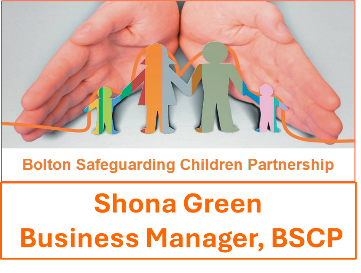 Bolton Safeguarding Children Partnership
Shona Green
Business Manager, BSCP